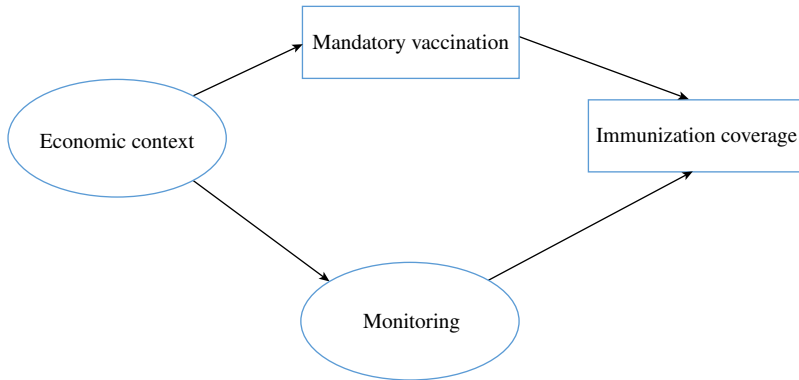 Mandatory vaccination
Immunization coverage
Economic context
Monitoring